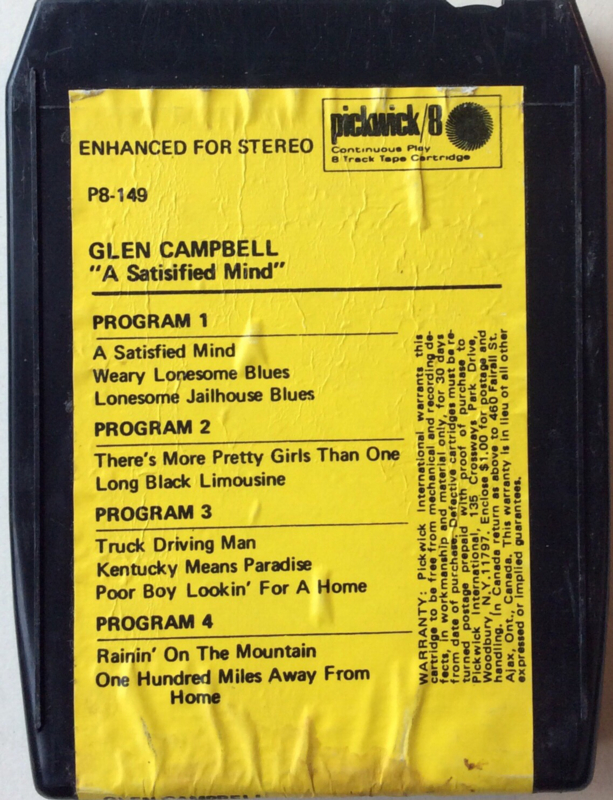 pickwick/8
Continuous Play
8 Track Tape Cartridge
ENHANCED FOR STEREO
P8-149
GLEN CAMPBELL
"A Satisified Mind"
PROGRAM 1
A Satisfied Mind
Weary Lonesome Blues
Lonesome Jailhouse Blues
PROGRAM 2
There's More Pretty Girls Than One
Long Black Limousine
PROGRAM 3
Truck Driving Man
Kentucky Means Paradise
Poor Boy Lookin' For A Home
PROGRAM 4
Rainin' On The Mountain
One Hundred Miles Away From
Home
WARRANTY: Pickwick International warrants this
cartridge to be free from mechanical and recording de-
fects, in workmanship and material only, for 30 days
from date of purchase. Defective cartridges must be re-
turned postage prepaid with proof of purchase to
Pickwick International, 135 Crossways Park Drive,
Woodbury, N.Y. 11797. Enclose $1.00 for postage and
handling. In Canada return as above to 460 Fairall St.
Ajax, Ont., Canada. This warranty is in lieu of all other
expressed or implied guarantees.
GLEN CAMPBELL